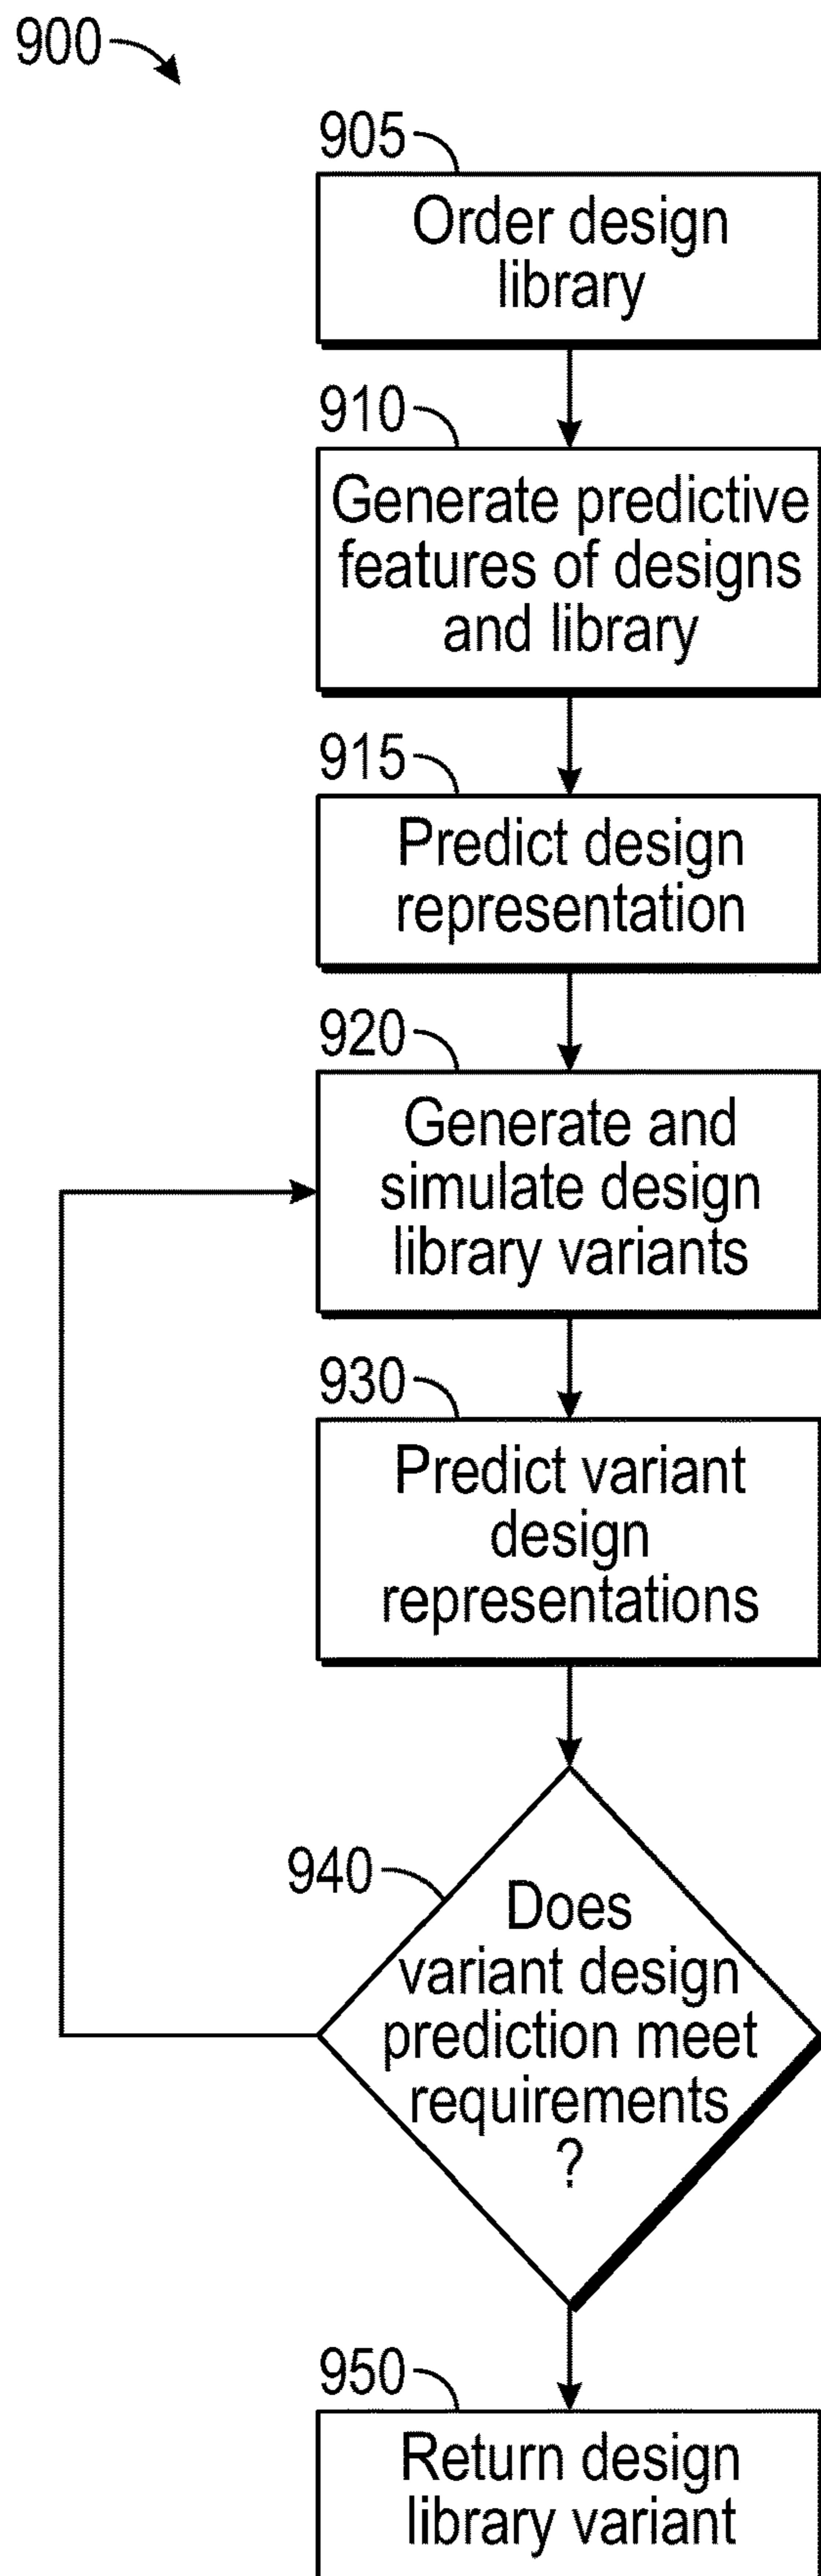 900
905
Order design
library
910
Generate predictive
features of designs
and library
915
Predict design
representation
920
Generate and
simulate design
library variants
930
Predict variant
design
representations
940
Does
variant design
prediction meet
requirements
?
950
Return design
library variant